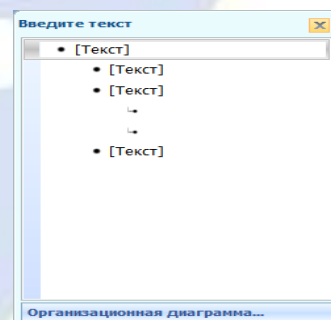 Введите текст
• [Текст]
• [Текст]
• [Текст]
• [Текст]
Организационная диаграмма...